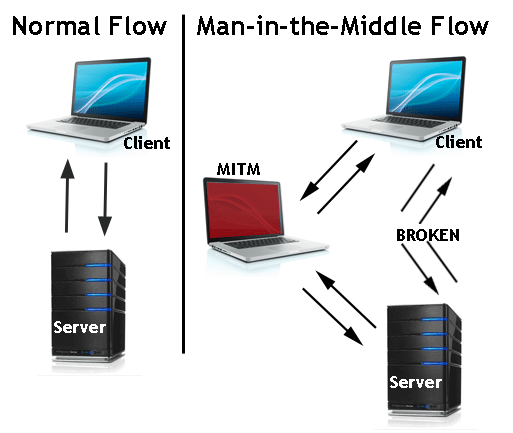 Normal Flow
Client
Server
Man-in-the-Middle Flow
Client
MITM
BROKEN
Server